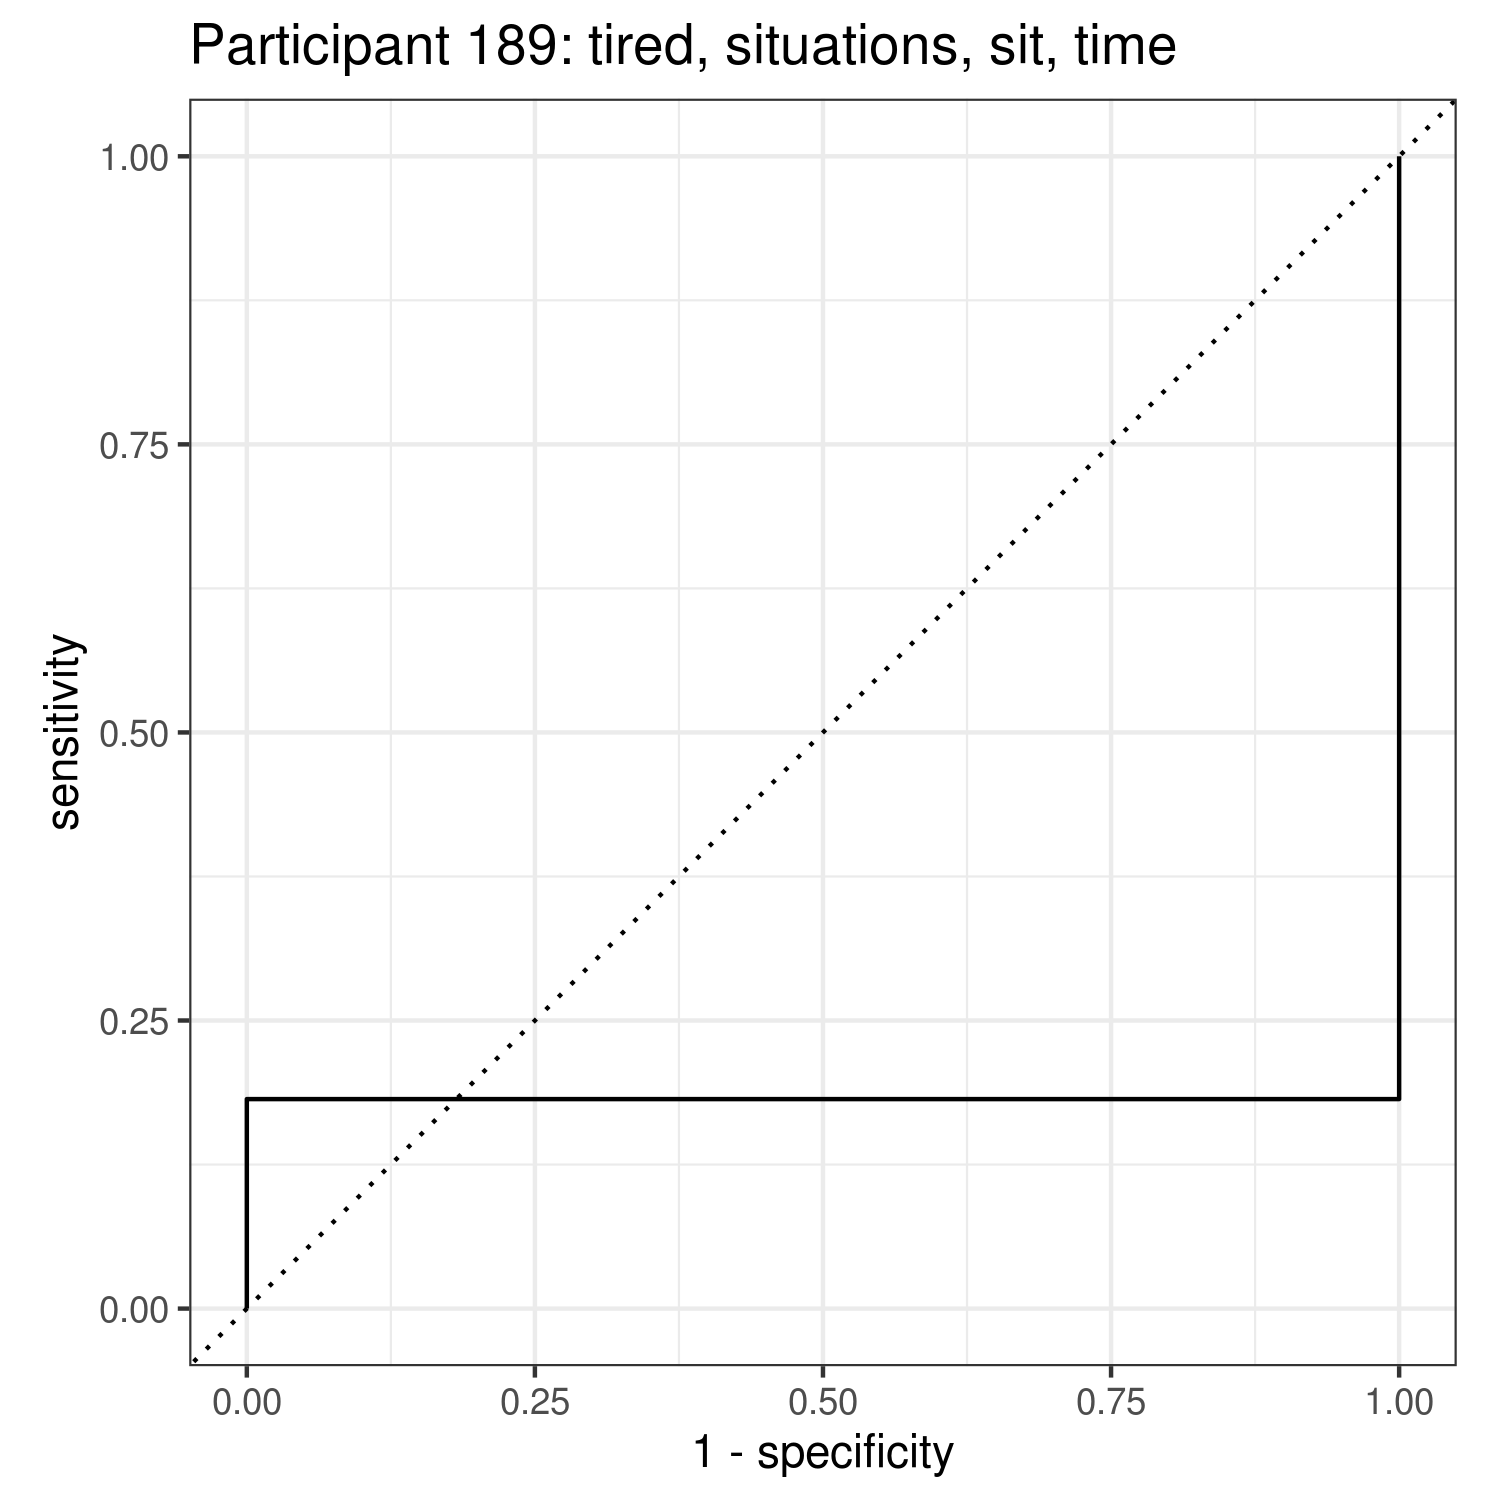 Participant 189: tired, situations, sit, time
1.00
0.75
0.50
0.25
0.00
sensitivity
0.00 0.25 0.50 0.75 1.00
1 - specificity